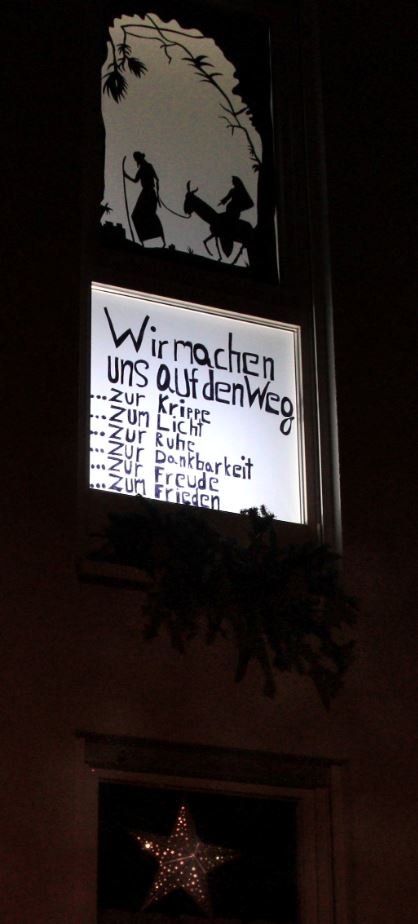 Wir machen
uns auf den Weg
...zur Krippe
...zum Licht
...zur Ruhe
...zur Dankbarkeit
...zur Freude
...zum Frieden